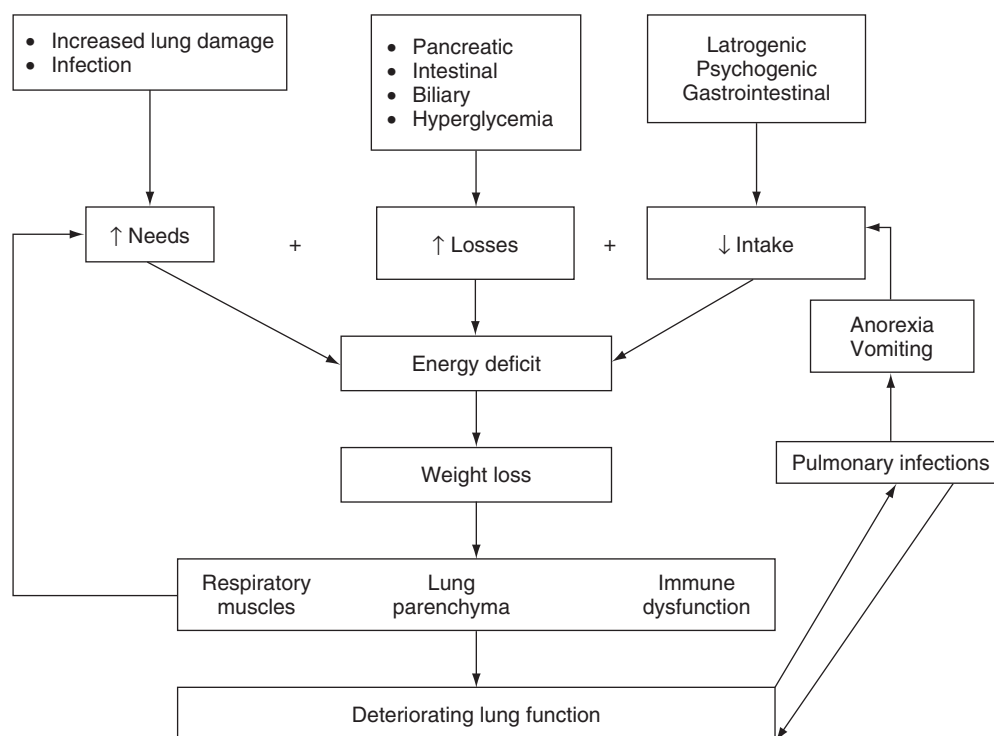 • Increased lung damage
• Infection
• Pancreatic
• Intestinal
• Biliary
• Hyperglycemia
Latrogenic
Psychogenic
Gastrointestinal
↑ Needs
+
↑ Losses
+
↓ Intake
Anorexia
Vomiting
Energy deficit
Pulmonary infections
Weight loss
Respiratory
muscles
Lung
parenchyma
Immune
dysfunction
Deteriorating lung function